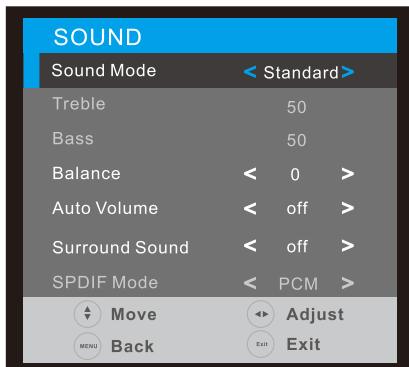 SOUND
Sound Mode < Standard >
Treble 50
Bass 50
Balance < 0 >
Auto Volume < off >
Surround Sound < off >
SPDIF Mode < PCM >
Move Adjust
MENU Back Exit Exit